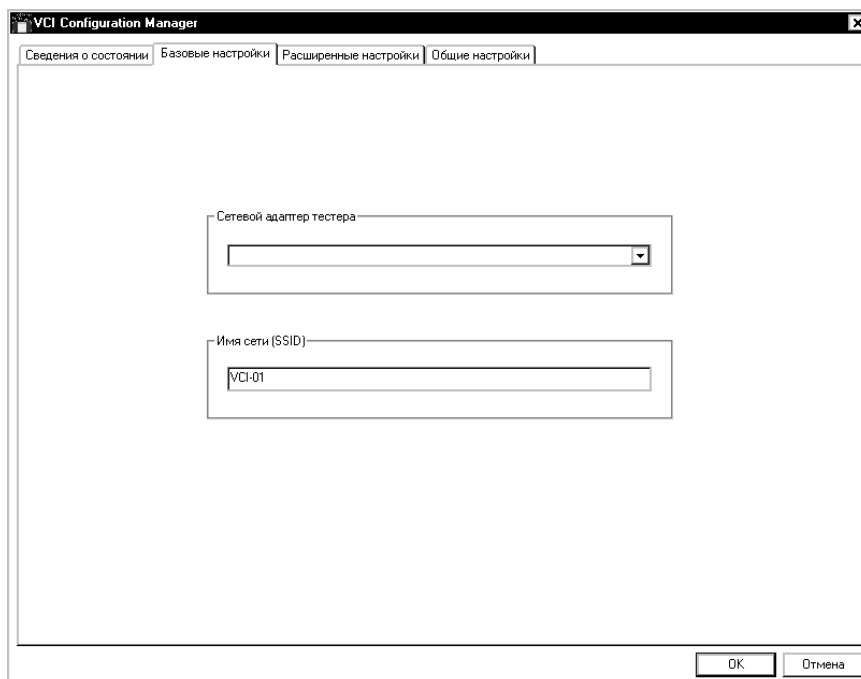 VCI Configuration Manager
Сведения о состоянии Базовые настройки Расширенные настройки Общие настройки
Сетевой адаптер тестера
Имя сети (SSID)
VCI-01
OK Отмена